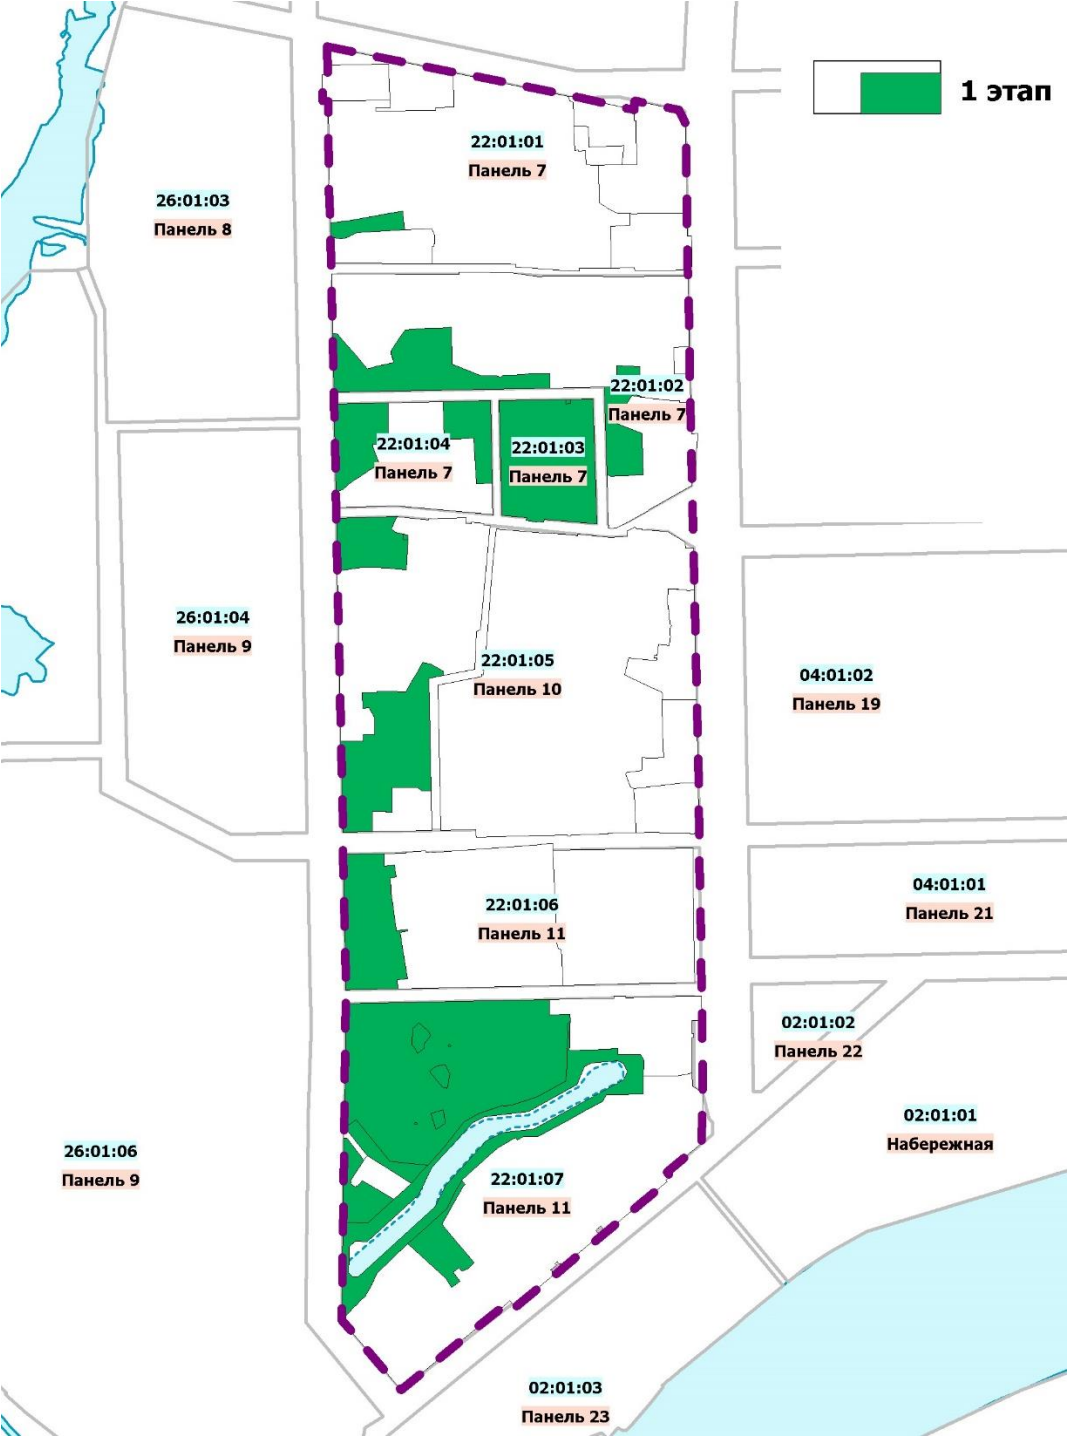 1 этап
22:01:01
Панель 7
26:01:03
Панель 8
22:01:02
Панель 7
22:01:04
Панель 7
22:01:03
Панель 7
26:01:04
Панель 9
22:01:05
Панель 10
04:01:02
Панель 19
04:01:01
Панель 21
22:01:06
Панель 11
02:01:02
Панель 22
02:01:01
Набережная
26:01:06
Панель 9
22:01:07
Панель 11
02:01:03
Панель 23